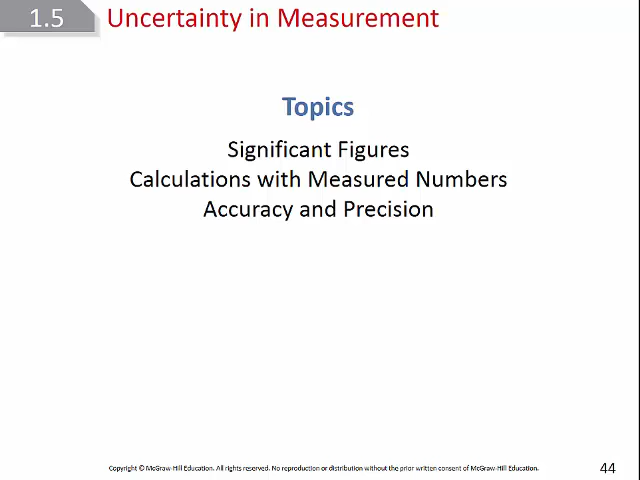 1.5 Uncertainty in Measurement
Topics
Significant Figures
Calculations with Measured Numbers
Accuracy and Precision
Copyright © McGraw-Hill Education. All rights reserved. No reproduction or distribution without the prior written consent of McGraw-Hill Education.
44